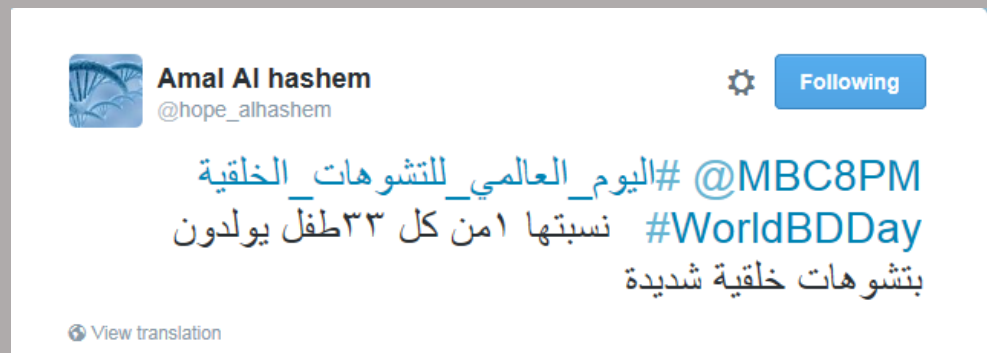 Amal Al hashem
@hope_alhashem
Following
@MBC8PM #اليوم_العالمي_للتشوهات_الخلقية
#WorldBDDay نسبتها ١من كل ٣٣طفل يولدون
بتشوهات خلقية شديدة
View translation